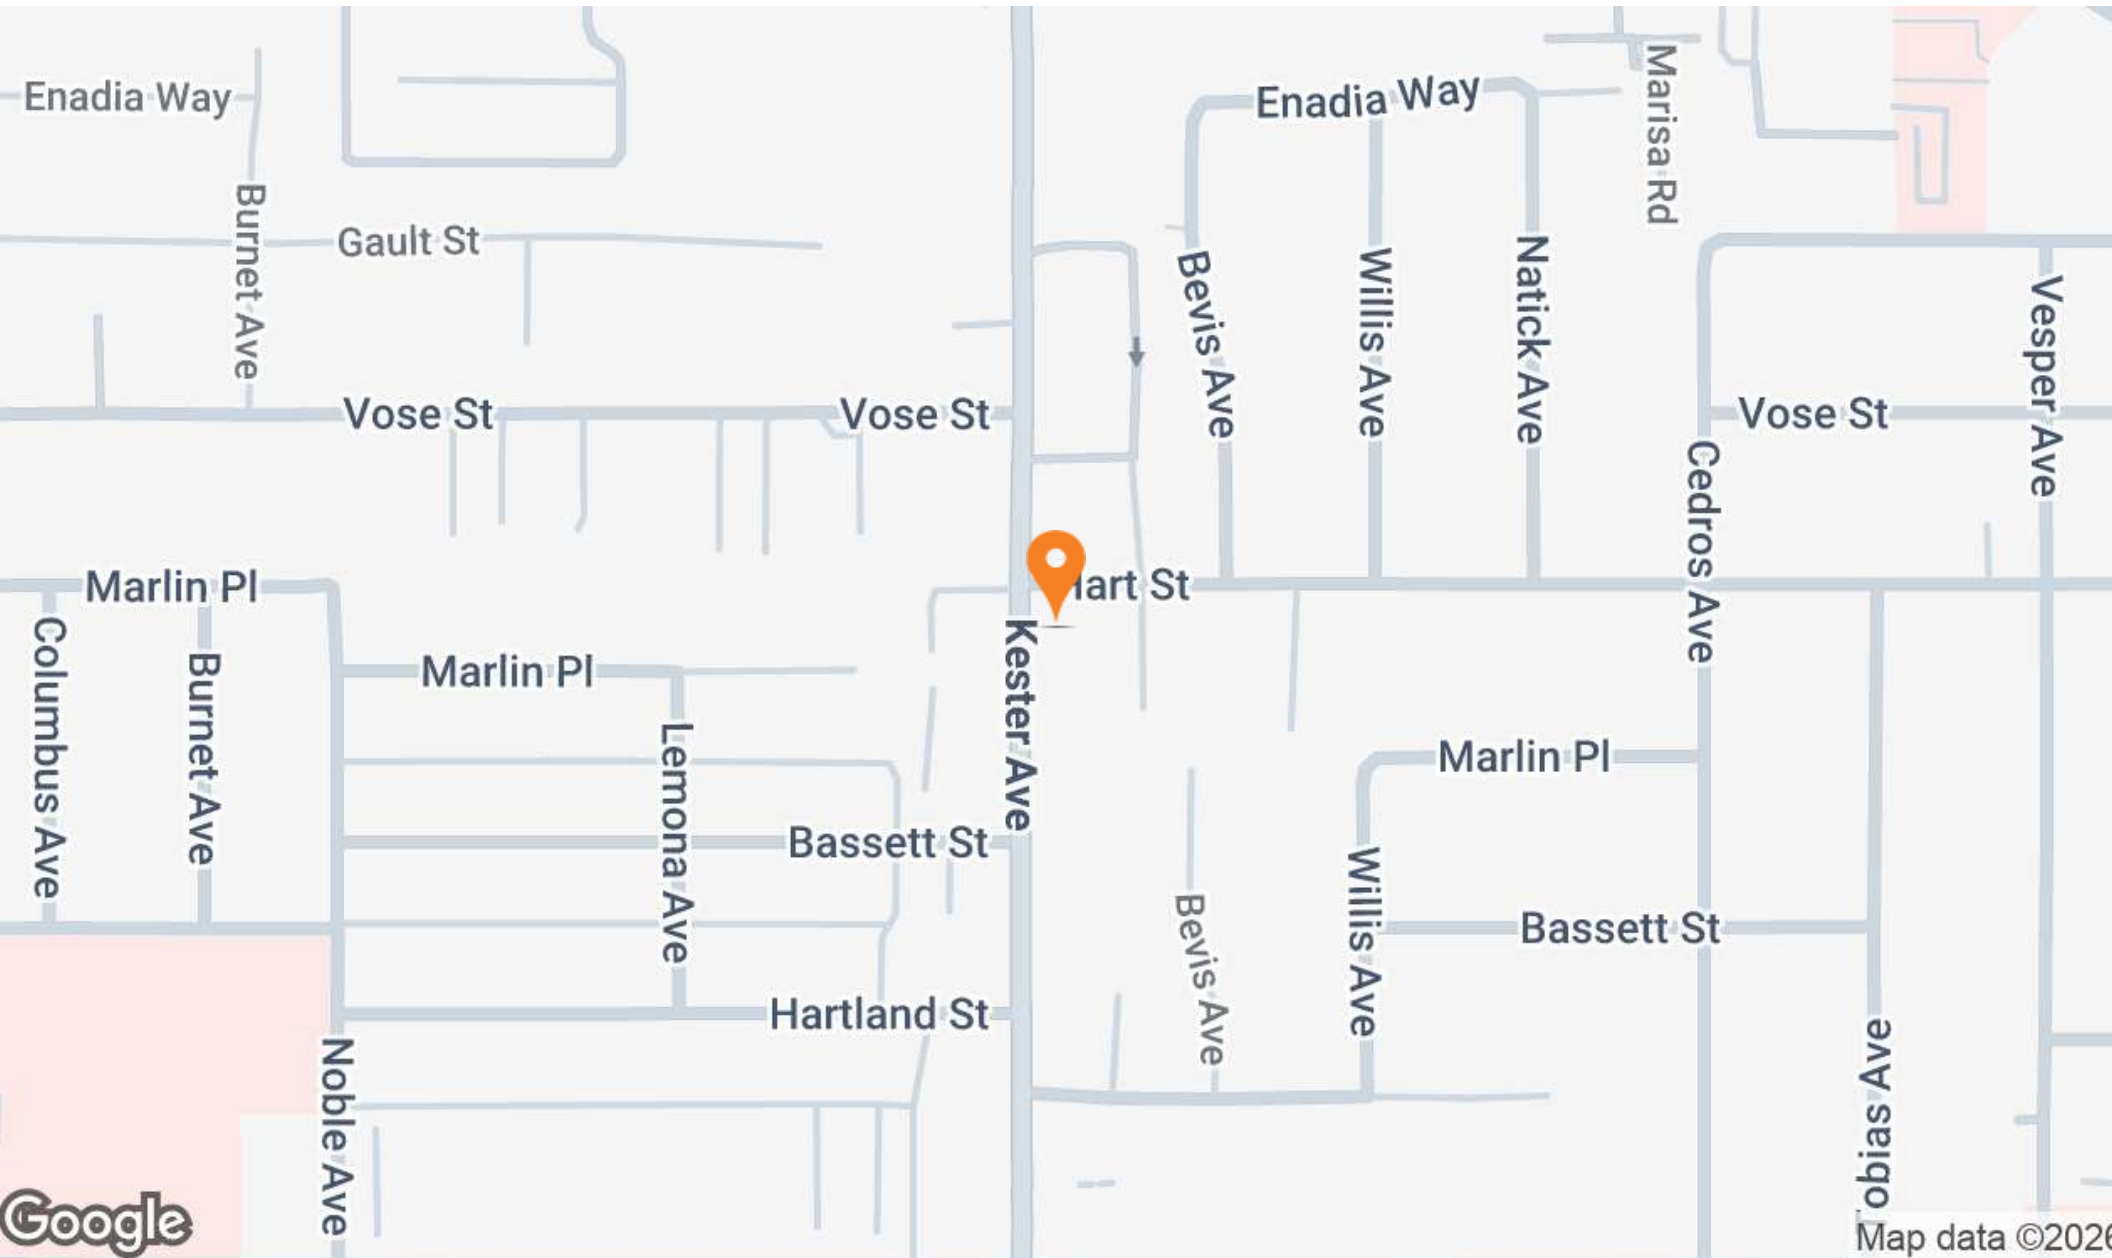 Enadia Way
Enadia Way
Marisa Rd
Burnet Ave
Gault St
Bevis Ave
Willis Ave
Natick Ave
Vesper Ave
Vose St
Vose St
Vose St
Cedros Ave
Marlin Pl
Hart St
Columbus Ave
Burnet Ave
Marlin Pl
Kester Ave
Lemona Ave
Marlin Pl
Bassett St
Willis Ave
Bevis Ave
Bassett St
Hartland St
Noble Ave
Tobias Ave
Google
Map data ©2026